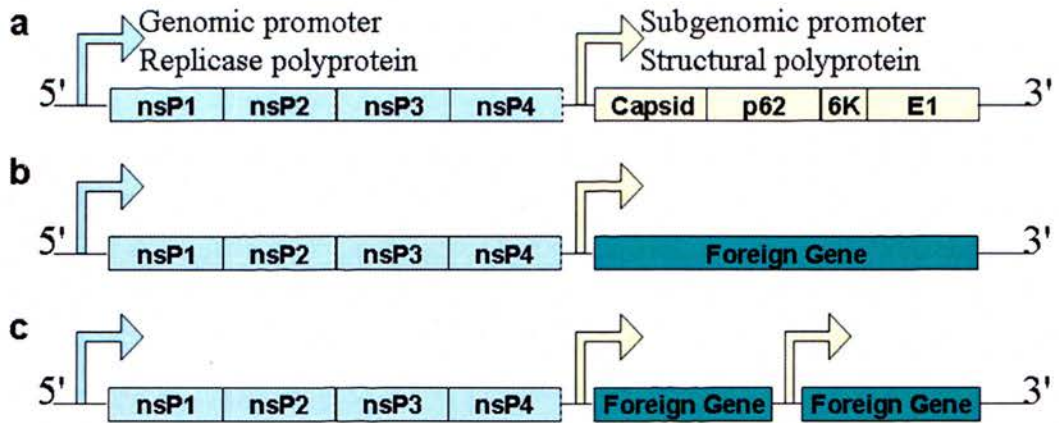 a
Genomic promoter
Subgenomic promoter
Replicase polyprotein
Structural polyprotein
5' nsP1 nsP2 nsP3 nsP4 Capsid p62 6K E1 3'
b
5' nsP1 nsP2 nsP3 nsP4 Foreign Gene 3'
c
5' nsP1 nsP2 nsP3 nsP4 Foreign Gene Foreign Gene 3'